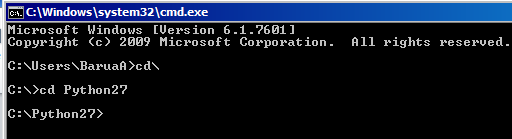 C:\Windows\system32\cmd.exe
Microsoft Windows [Version 6.1.7601]
Copyright (c) 2009 Microsoft Corporation.  All rights reserved.
C:\Users\BaruaA>cd\
C:\>cd Python27
C:\Python27>